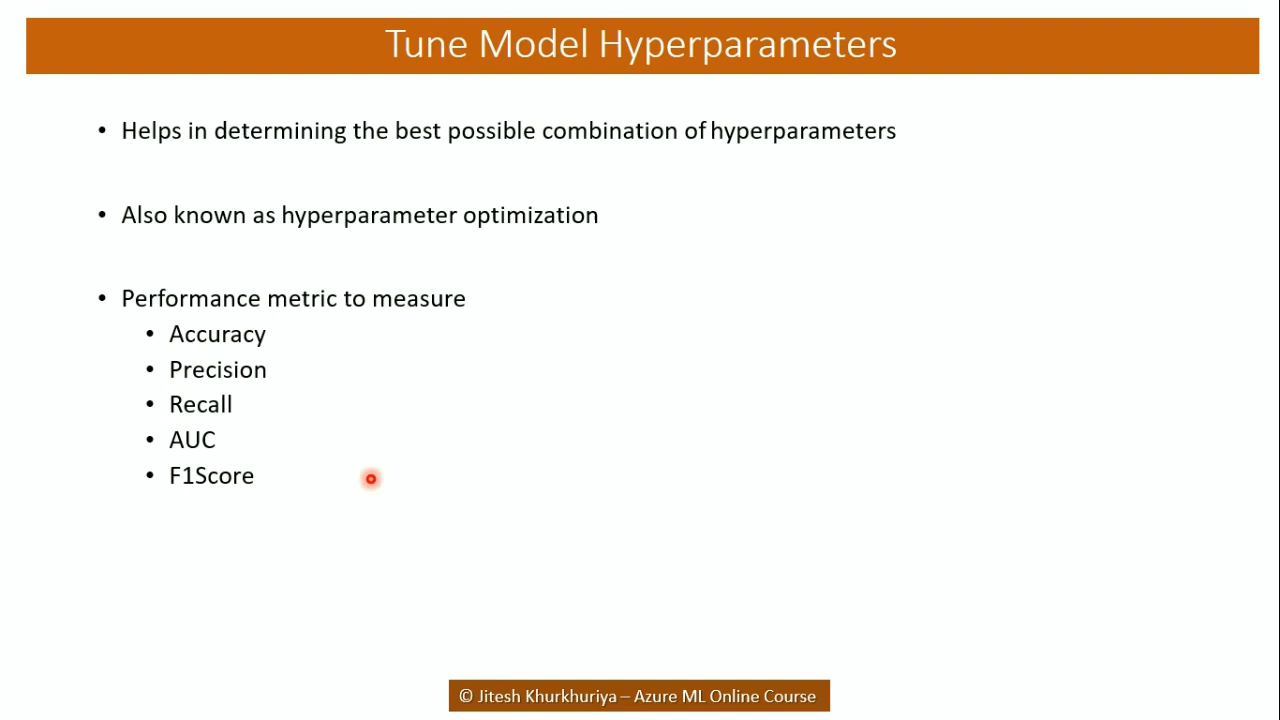 Tune Model Hyperparameters
• Helps in determining the best possible combination of hyperparameters
• Also known as hyperparameter optimization
• Performance metric to measure
• Accuracy
• Precision
• Recall
• AUC
• F1Score
© Jitesh Khurkhuriya – Azure ML Online Course